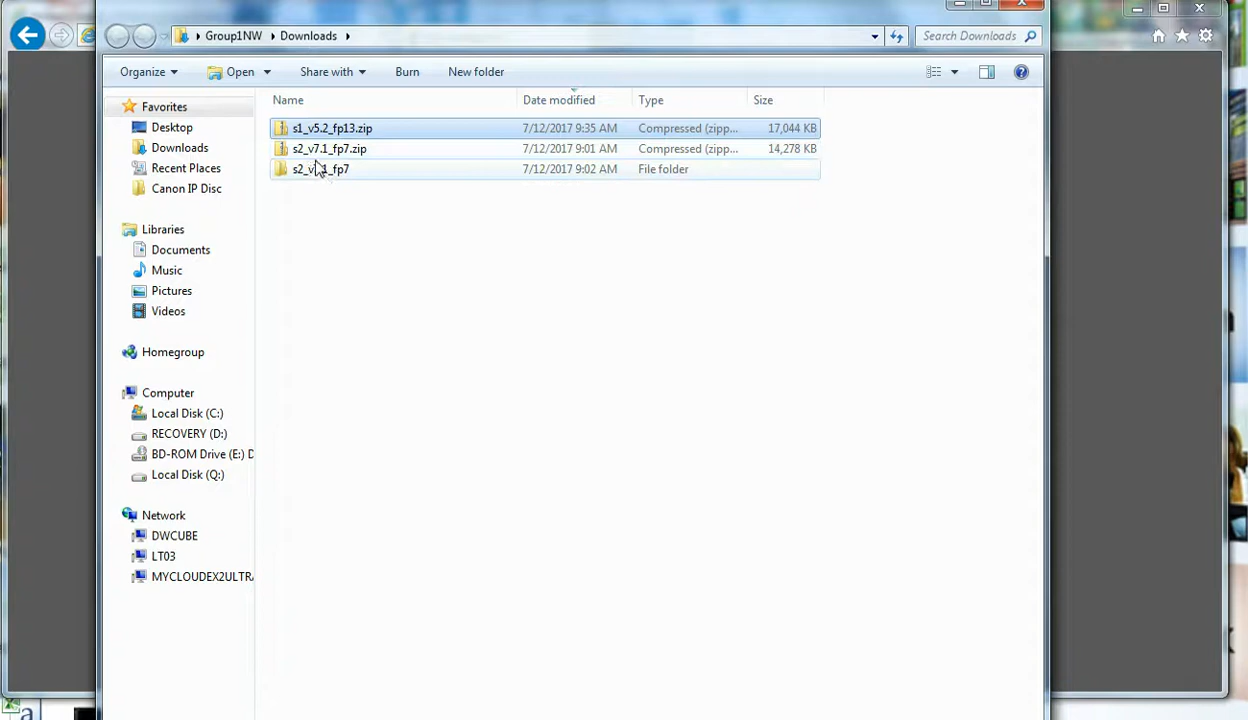 Group1NW Downloads
Search Downloads
Organize Open Share with Burn New folder
Name Date modified Type Size
Favorites
Desktop
Downloads
Recent Places
Canon IP Disc
s1_v5.2_fp13.zip 7/12/2017 9:35 AM Compressed (zipp... 17,044 KB
s2_v7.1_fp7.zip 7/12/2017 9:01 AM Compressed (zipp... 14,278 KB
s2_v7.1_fp7 7/12/2017 9:02 AM File folder
Libraries
Documents
Music
Pictures
Videos
Homegroup
Computer
Local Disk (C:)
RECOVERY (D:)
BD-ROM Drive (E:) D
Local Disk (Q:)
Network
DWCUBE
LT03
MYCLOUDEX2ULTRA